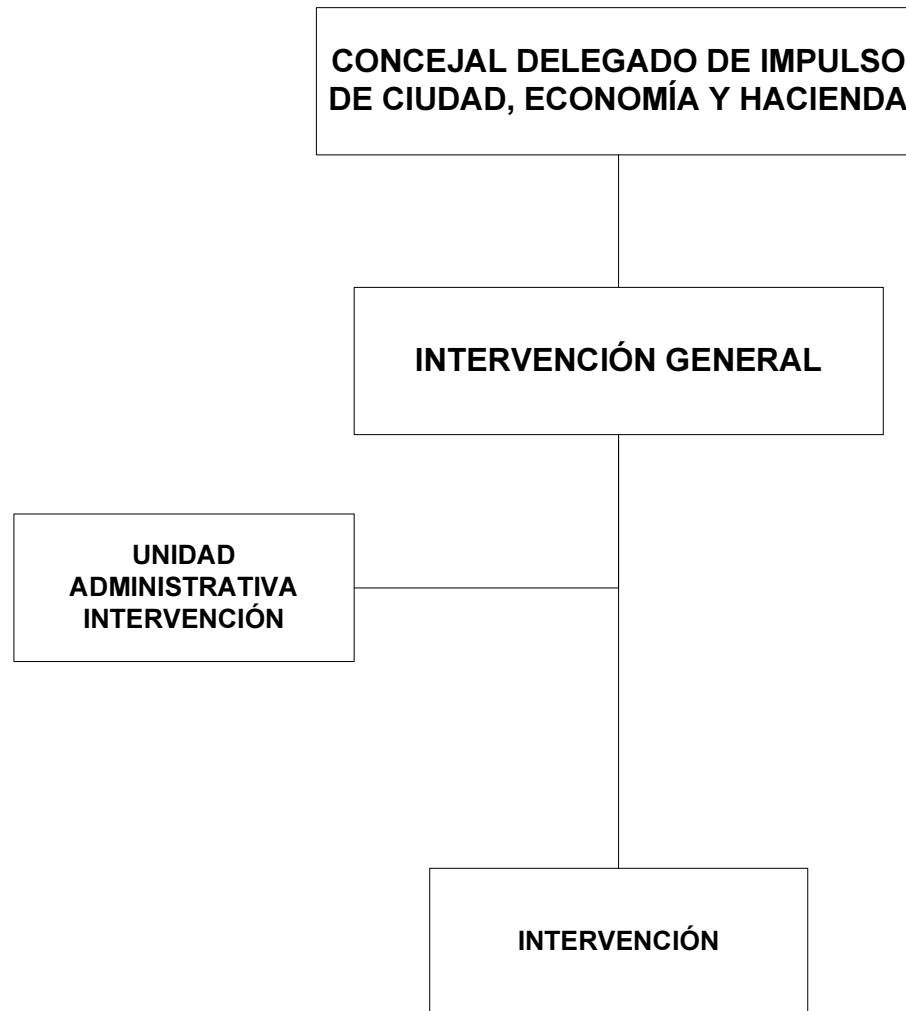 CONCEJAL DELEGADO DE IMPULSO
DE CIUDAD, ECONOMÍA Y HACIENDA
INTERVENCIÓN GENERAL
UNIDAD
ADMINISTRATIVA
INTERVENCIÓN
INTERVENCIÓN